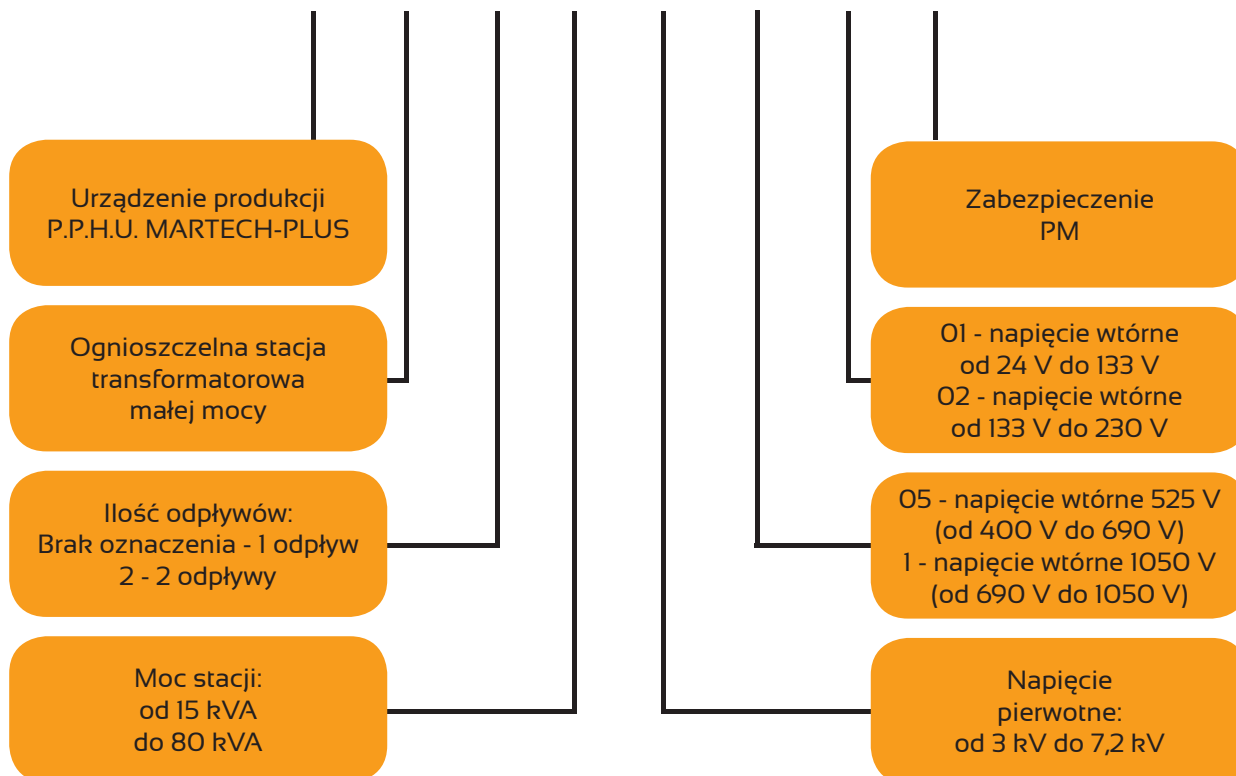 Urządzenie produkcji
P.P.H.U. MARTECH-PLUS
Ognioszczelna stacja
transformatorowa
małej mocy
Ilość odpływów:
Brak oznaczenia - 1 odpływ
2 - 2 odpływy
Moc stacji:
od 15 kVA
do 80 kVA
Zabezpieczenie
PM
01 - napięcie wtórne
od 24 V do 133 V
02 - napięcie wtórne
od 133 V do 230 V
05 - napięcie wtórne 525 V
(od 400 V do 690 V)
1 - napięcie wtórne 1050 V
(od 690 V do 1050 V)
Napięcie
pierwotne:
od 3 kV do 7,2 kV